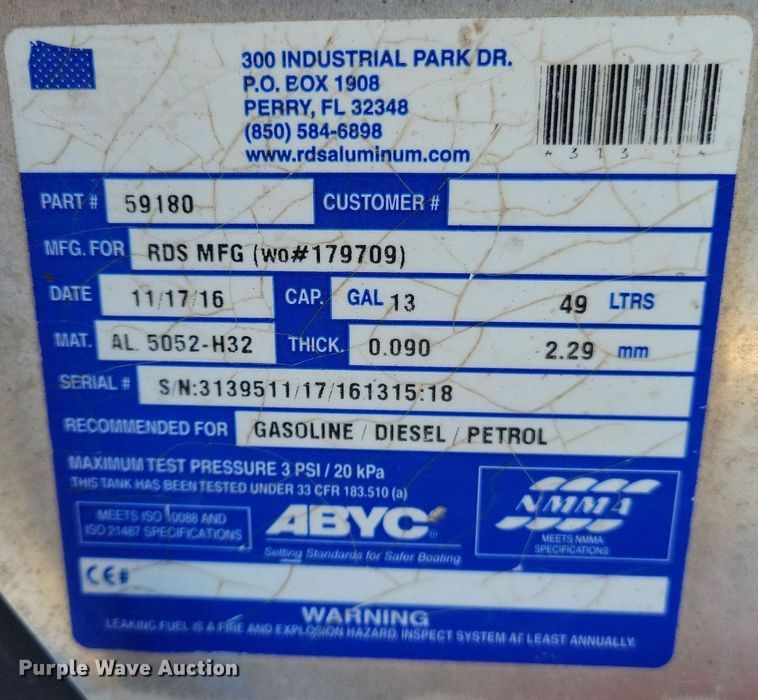 300 INDUSTRIAL PARK DR.
P.O. BOX 1908
PERRY, FL 32348
(850) 584-6898
www.rdsaluminum.com
PART # 59180 CUSTOMER #
MFG. FOR RDS MFG (wo#179709)
DATE 11/17/16 CAP. GAL 13 49 LTRS
MAT. AL. 5052-H32 THICK. 0.090 2.29 mm
SERIAL # S/N:3139511/17/161315:18
RECOMMENDED FOR GASOLINE / DIESEL / PETROL
MAXIMUM TEST PRESSURE 3 PSI / 20 kPa
THIS TANK HAS BEEN TESTED UNDER 33 CFR 183.510 (a)
MEETS ISO 10088 AND
ISO 21487 SPECIFICATIONS
ABYC®
Setting Standards for Safer Boating
NMMA
MEETS NMMA
SPECIFICATIONS
CE#
WARNING
LEAKING FUEL IS A FIRE AND EXPLOSION HAZARD. INSPECT SYSTEM AT LEAST ANNUALLY.
Purple Wave Auction